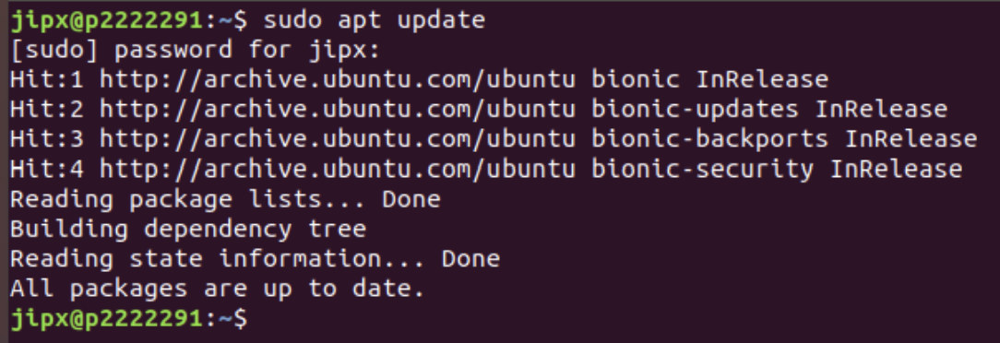 jipx@p2222291:~$ sudo apt update
[sudo] password for jipx:
Hit:1 http://archive.ubuntu.com/ubuntu bionic InRelease
Hit:2 http://archive.ubuntu.com/ubuntu bionic-updates InRelease
Hit:3 http://archive.ubuntu.com/ubuntu bionic-backports InRelease
Hit:4 http://archive.ubuntu.com/ubuntu bionic-security InRelease
Reading package lists... Done
Building dependency tree
Reading state information... Done
All packages are up to date.
jipx@p2222291:~$